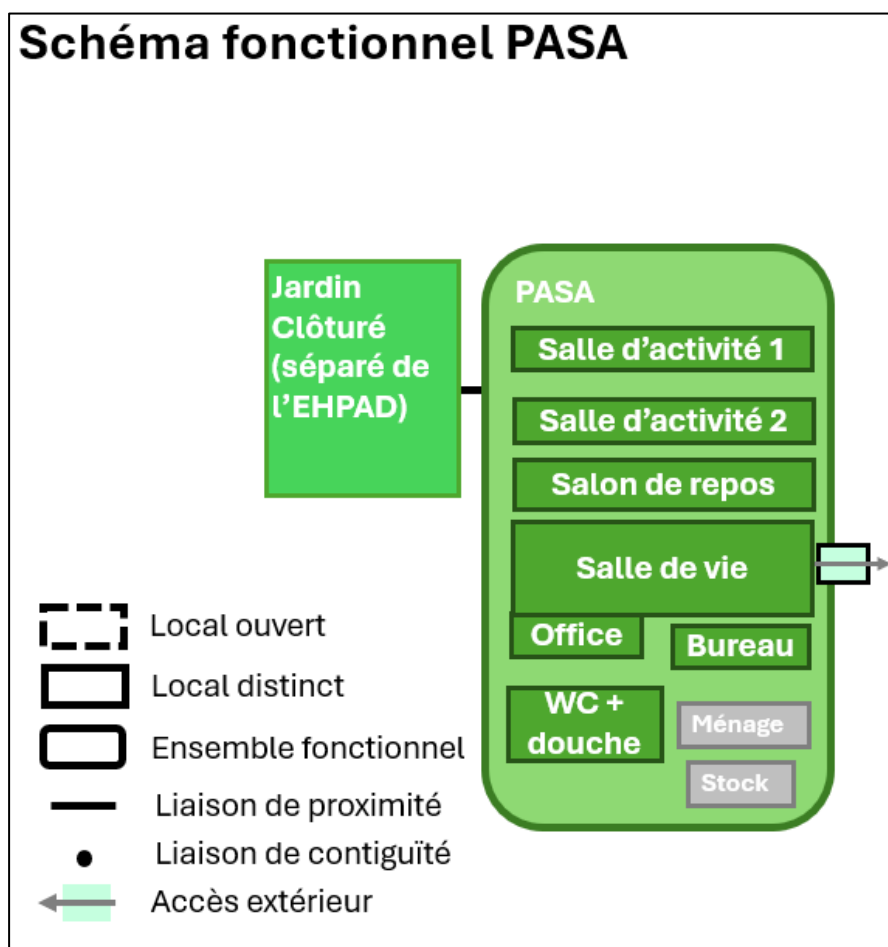 Schéma fonctionnel PASA
Jardin
Clôturé
(séparé de
l’EHPAD)
PASA
Salle d’activité 1
Salle d’activité 2
Salon de repos
Salle de vie
Office
Bureau
WC +
douche
Ménage
Stock
Local ouvert
Local distinct
Ensemble fonctionnel
Liaison de proximité
Liaison de contiguïté
Accès extérieur